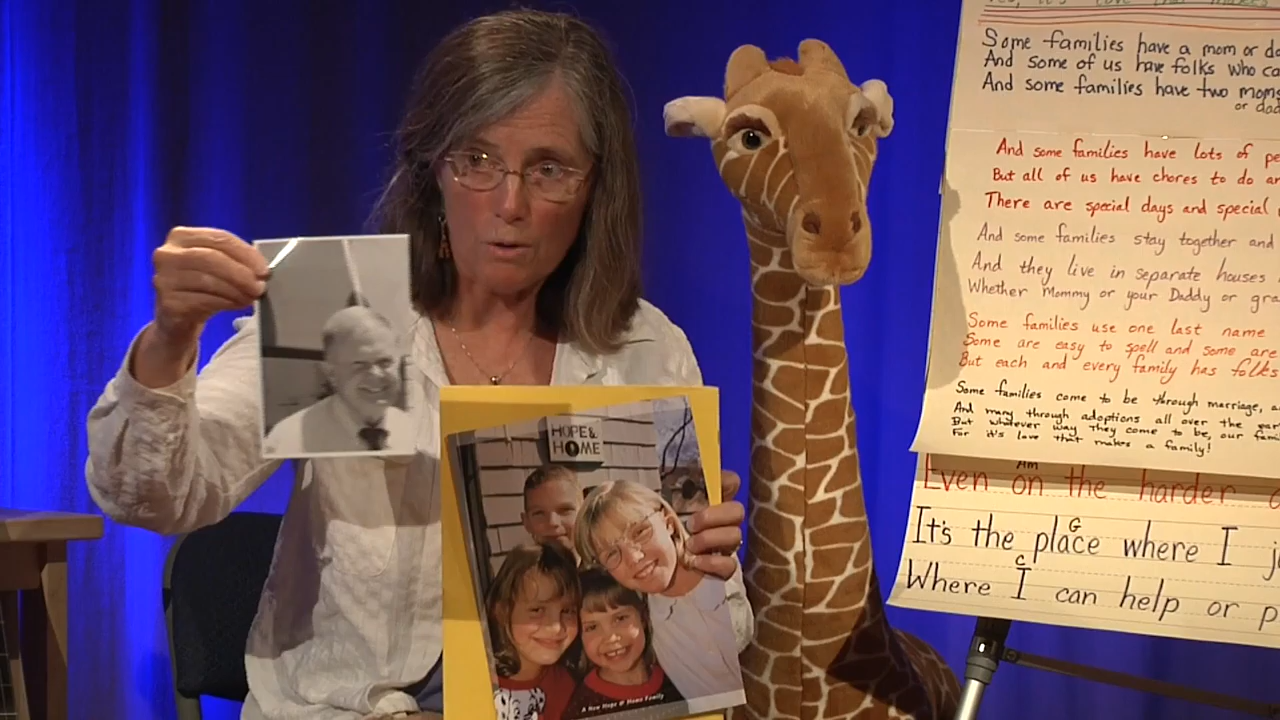 HOPE &
HOME
A New Hope & Home Family
Some families have a mom or
And some of us have folks who
And some families have two moms
or
And some families have lots of
But all of us have chores to do
There are special days and special
And some families stay together and
And they live in separate houses
Whether Mommy or your Daddy or
Some families use one last name
Some are easy to spell and some are
But each and every family has folks
Some families come to be through marriage,
And many through adoptions all over the
But whatever way they come to be, our
For it's love that makes a family!
Am
Even on the harder
G
It's the place where I
C
Where I can help or